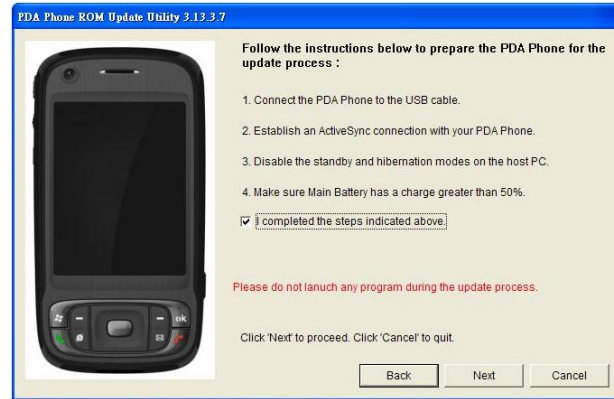 PDA Phone ROM Update Utility 3.13.3.7
Follow the instructions below to prepare the PDA Phone for the
update process :
1. Connect the PDA Phone to the USB cable.
2. Establish an ActiveSync connection with your PDA Phone.
3. Disable the standby and hibernation modes on the host PC.
4. Make sure Main Battery has a charge greater than 50%.
I completed the steps indicated above.
Please do not lanuch any program during the update process.
Click 'Next' to proceed. Click 'Cancel' to quit.
Back Next Cancel
ok